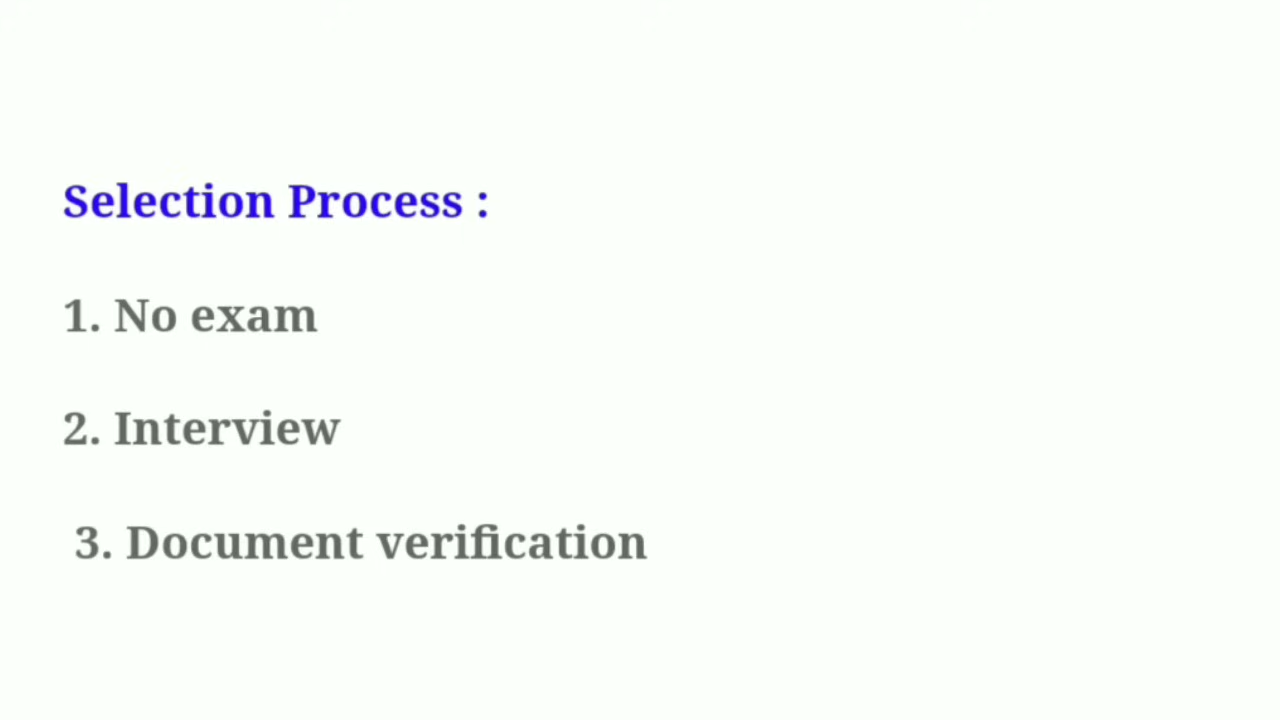 Selection Process :
1. No exam
2. Interview
3. Document verification